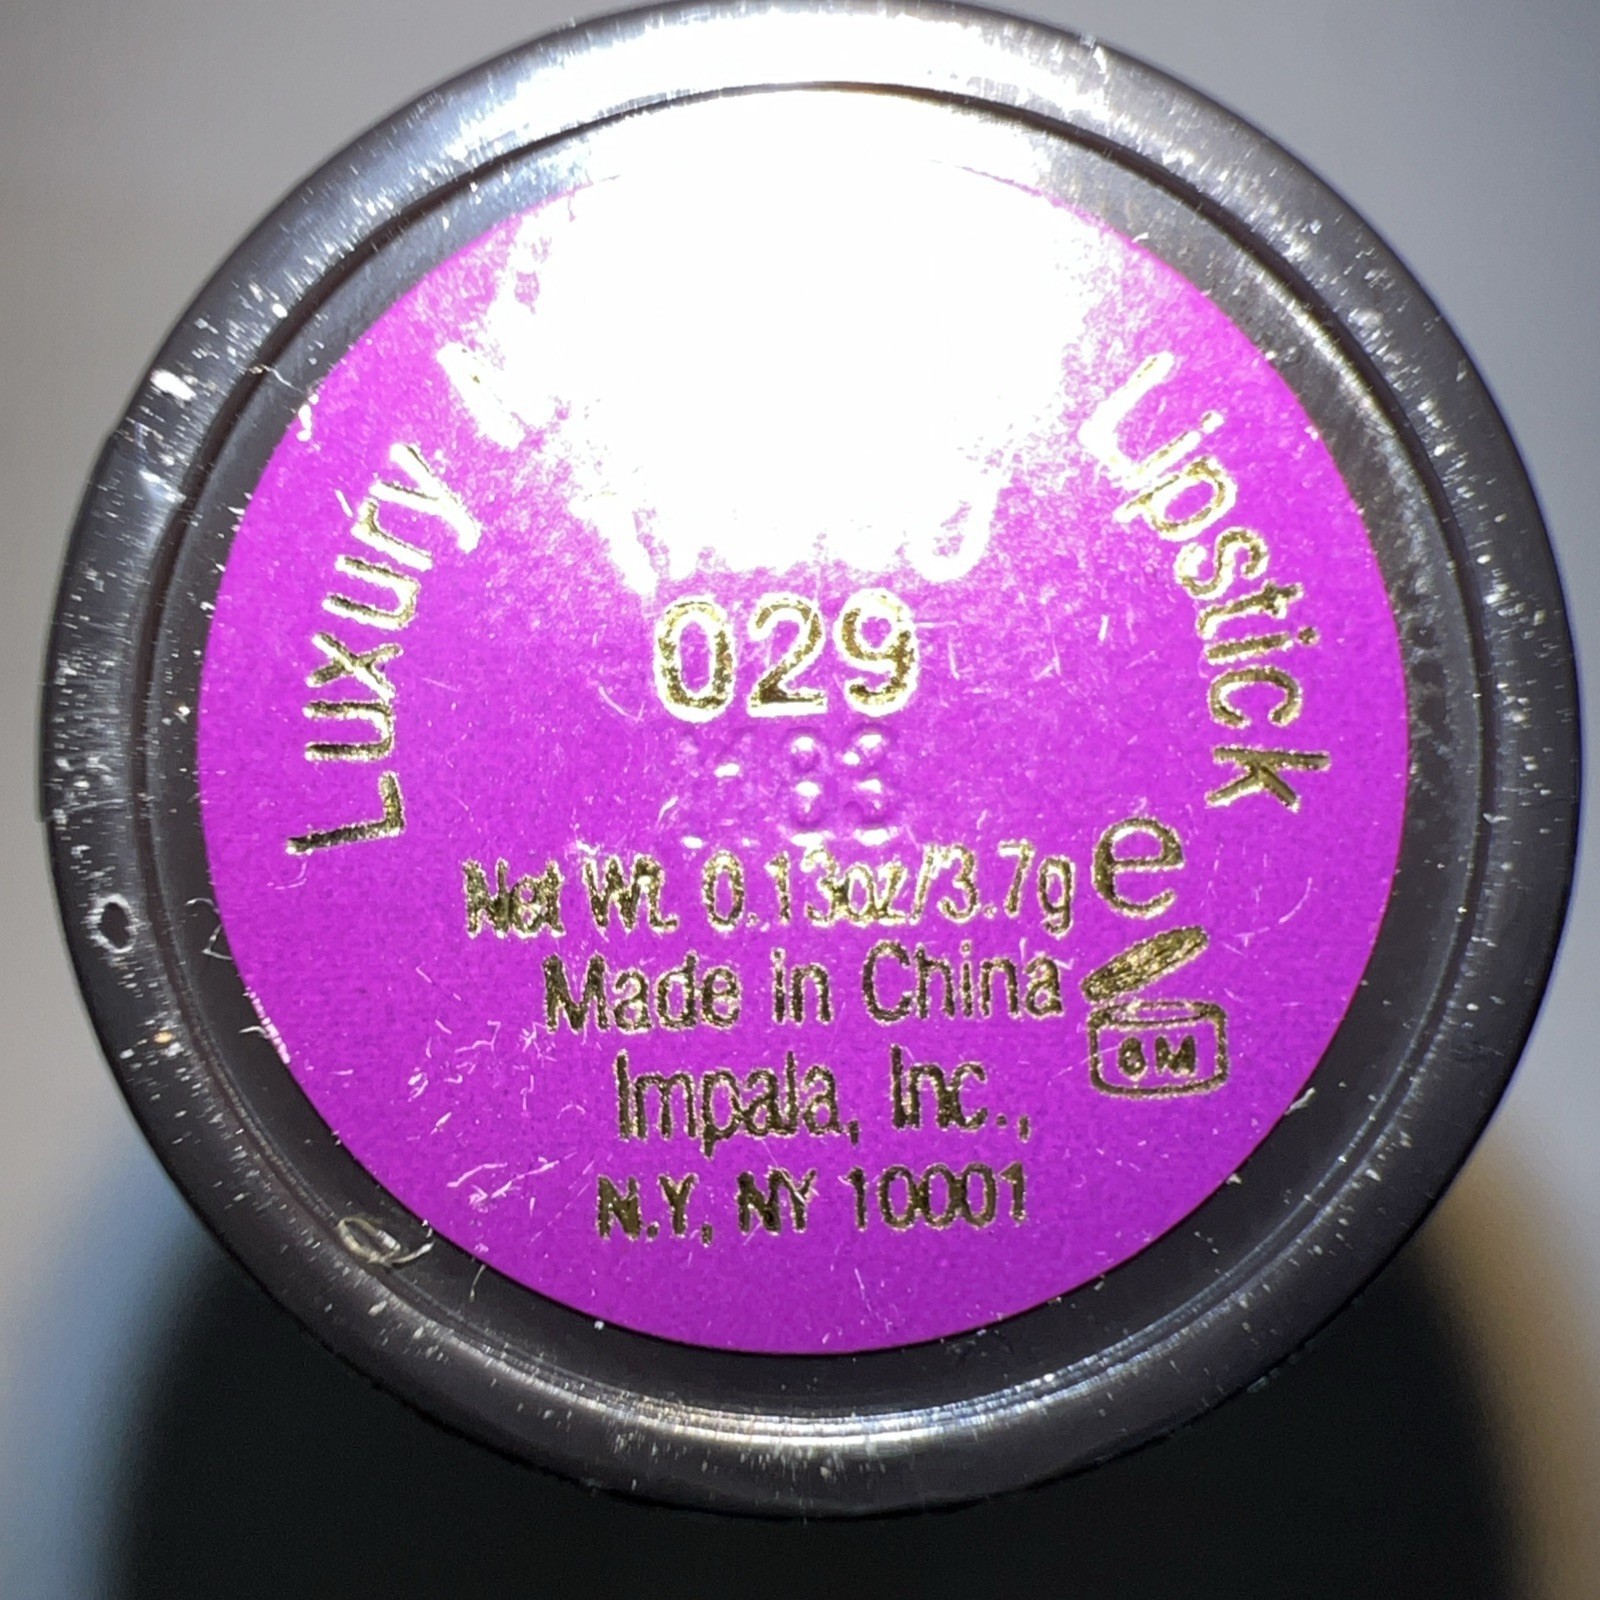 Luxury Lipstick
029
Net Wt. 0.13oz/3.7g e
Made in China
6M
Impala, Inc.,
N.Y, NY 10001